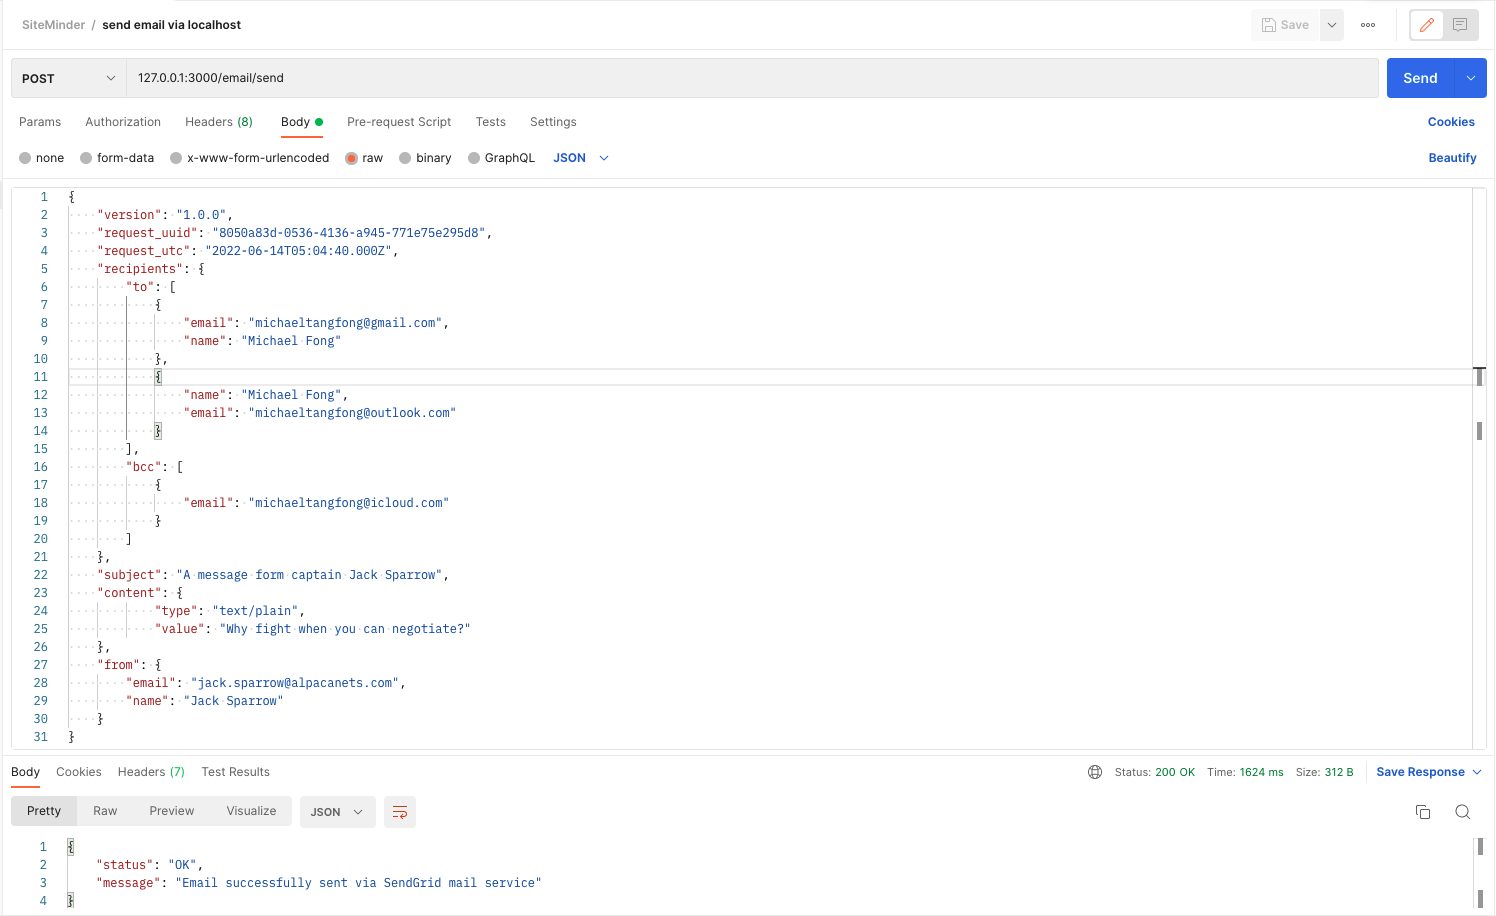 SiteMinder / send email via localhost
Save
POST 127.0.0.1:3000/email/send Send
Params Authorization Headers (8) Body Pre-request Script Tests Settings Cookies
none form-data x-www-form-urlencoded raw binary GraphQL JSON Beautify
1 {
2 "version": "1.0.0",
3 "request_uuid": "8050a83d-0536-4136-a945-771e75e295d8",
4 "request_utc": "2022-06-14T05:04:40.000Z",
5 "recipients": {
6 "to": [
7 {
8 "email": "michaeltangfong@gmail.com",
9 "name": "Michael Fong"
10 },
11 {
12 "name": "Michael Fong",
13 "email": "michaeltangfong@outlook.com"
14 }
15 ],
16 "bcc": [
17 {
18 "email": "michaeltangfong@icloud.com"
19 }
20 ]
21 },
22 "subject": "A message form captain Jack Sparrow",
23 "content": {
24 "type": "text/plain",
25 "value": "Why fight when you can negotiate?"
26 },
27 "from": {
28 "email": "jack.sparrow@alpacanets.com",
29 "name": "Jack Sparrow"
30 }
31 }
Body Cookies Headers (7) Test Results Status: 200 OK Time: 1624 ms Size: 312 B Save Response
Pretty Raw Preview Visualize JSON
1 {
2 "status": "OK",
3 "message": "Email successfully sent via SendGrid mail service"
4 }